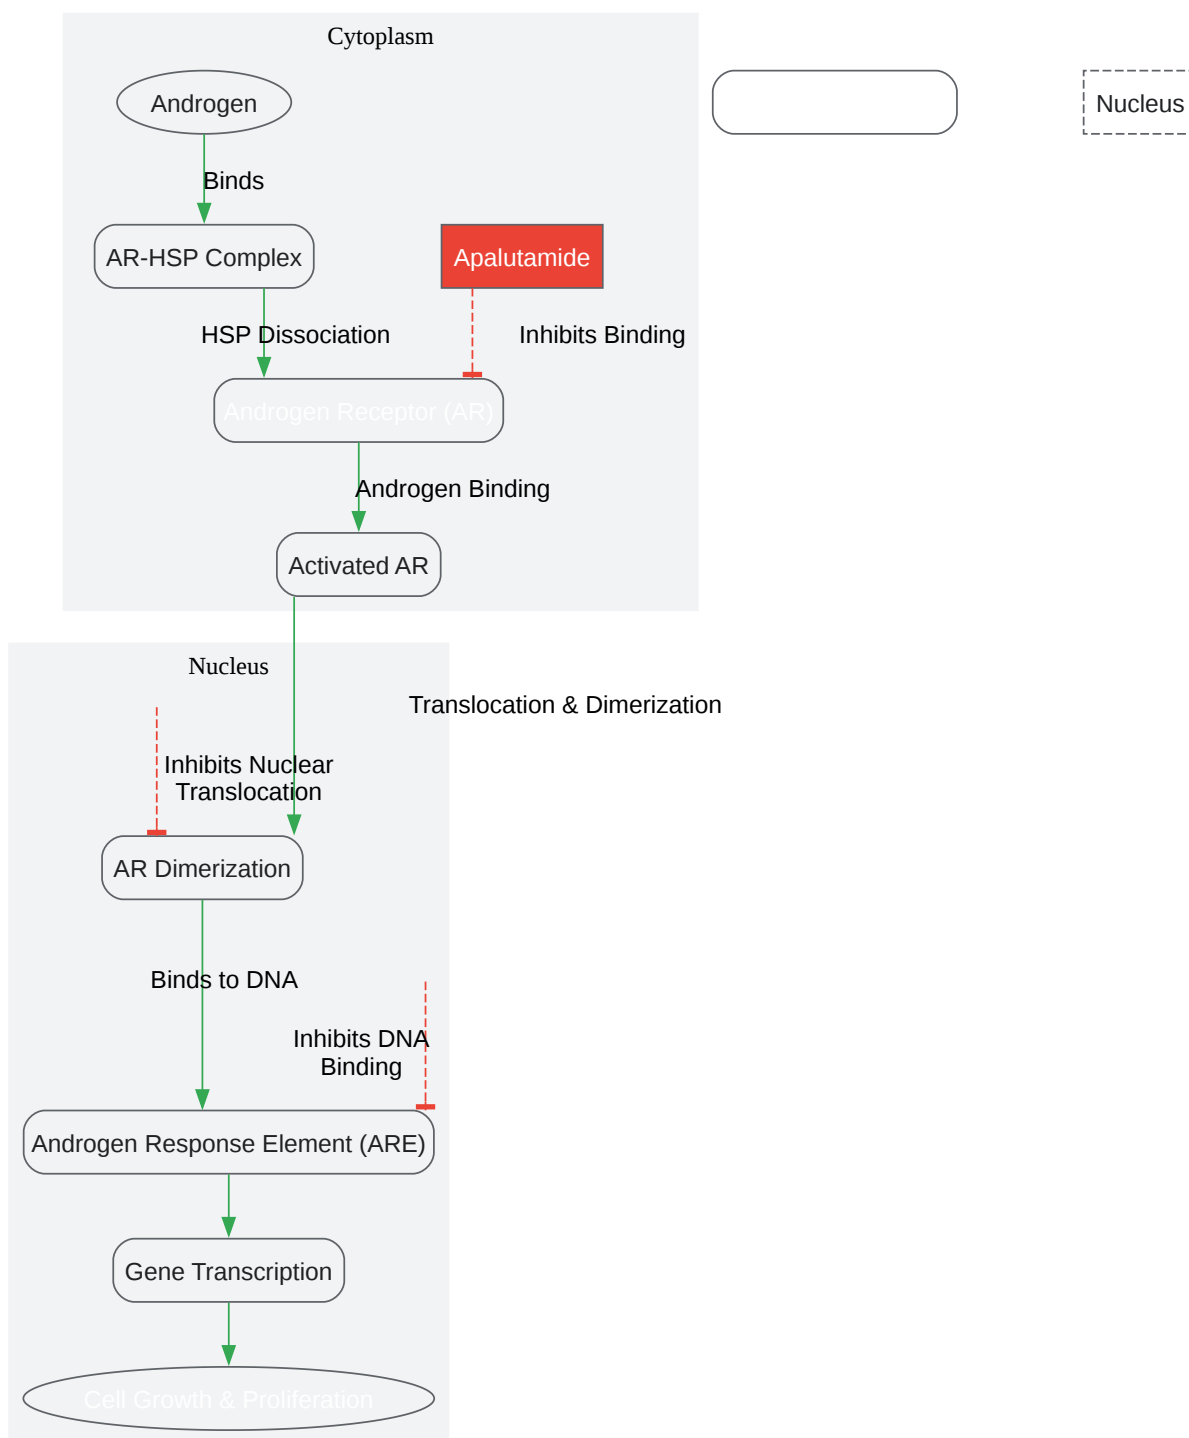 Cytoplasm
Androgen
Nucleus
Binds
AR-HSP Complex
Apalutamide
HSP Dissociation
Inhibits Binding
Androgen Receptor (AR)
Androgen Binding
Activated AR
Nucleus
Translocation & Dimerization
Inhibits Nuclear
Translocation
AR Dimerization
Binds to DNA
Inhibits DNA
Binding
Androgen Response Element (ARE)
Gene Transcription
Cell Growth & Proliferation